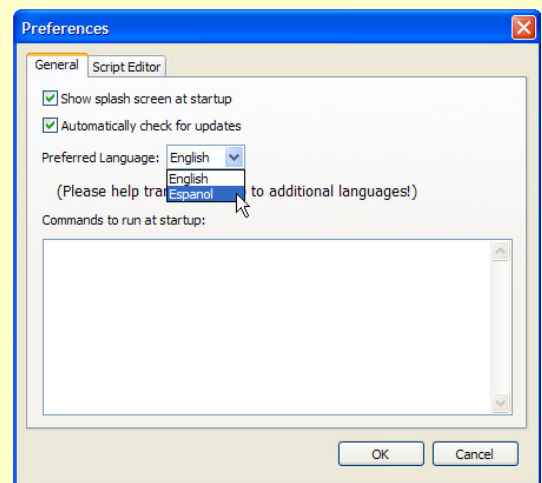 Preferences
General Script Editor
Show splash screen at startup
Automatically check for updates
Preferred Language: English
English
Espanol
(Please help to additional languages!)
Commands to run at startup:
OK Cancel